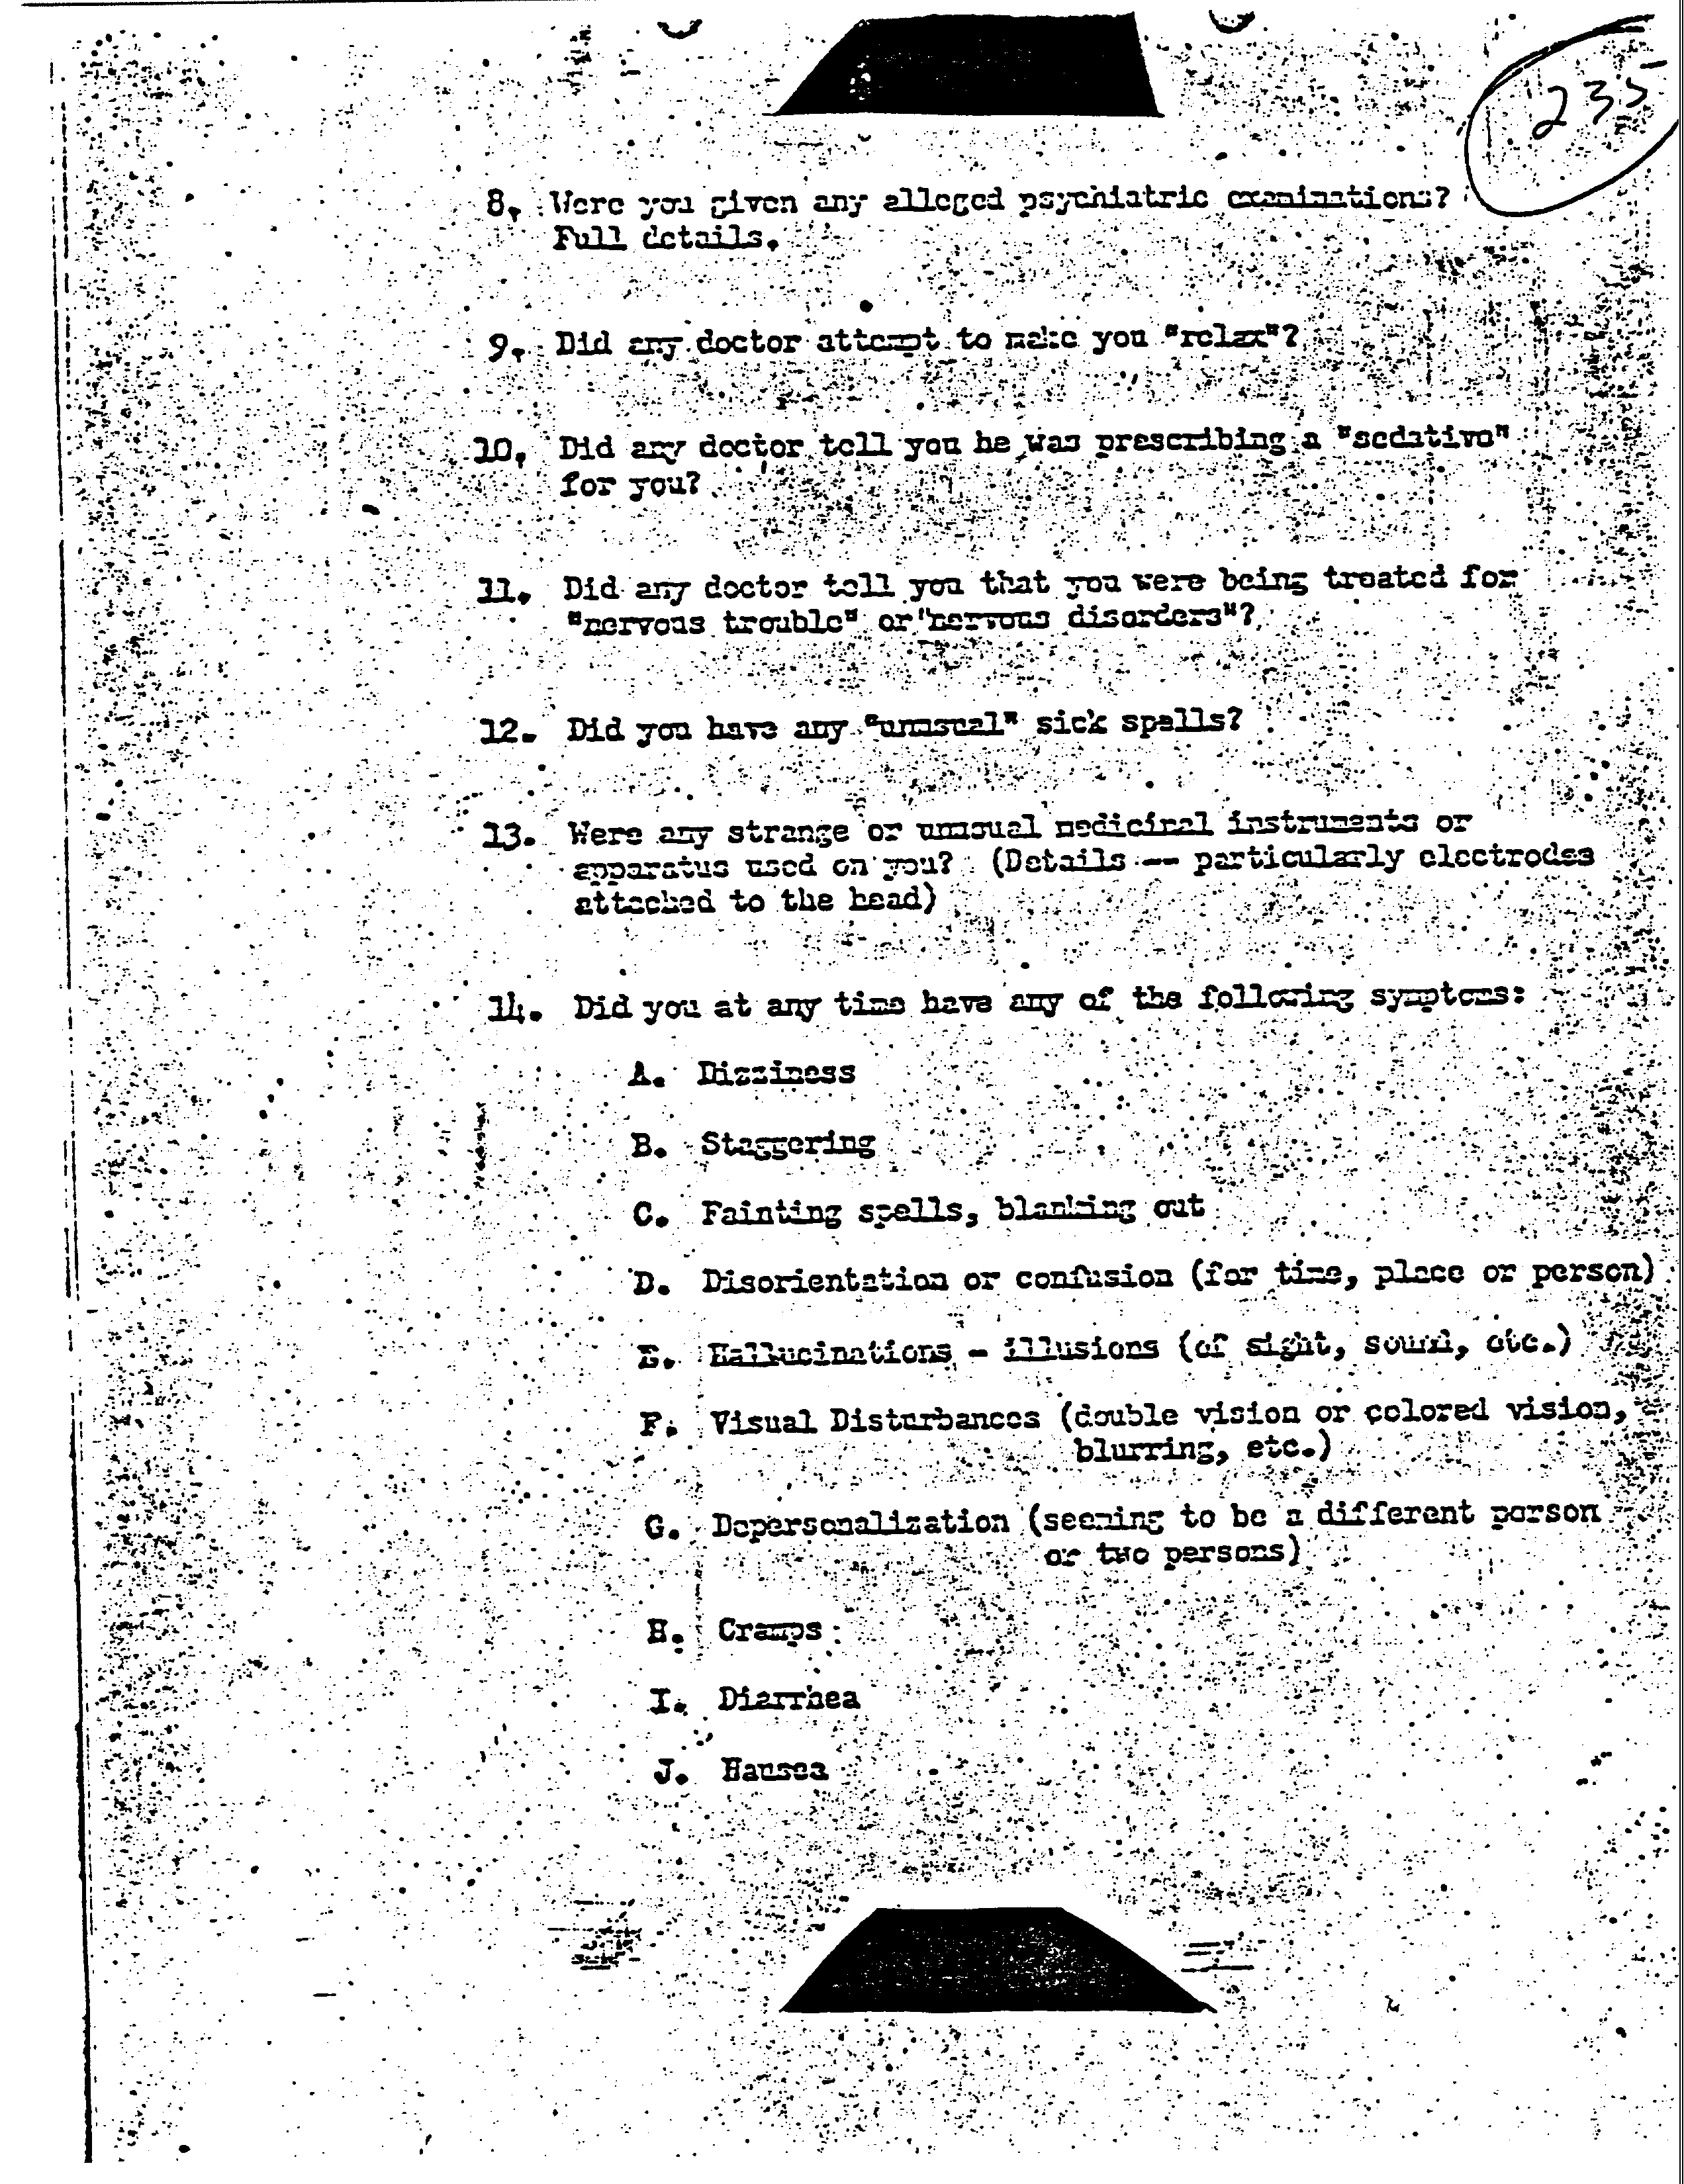 235
8. Were you given any alleged psychiatric examinations?
Full details.
9. Did any doctor attempt to make you "relax"?
10. Did any doctor tell you he was prescribing a "sedative"
for you?
11. Did any doctor tell you that you were being treated for
"nervous trouble" or "nervous disorders"?
12. Did you have any "unusual" sick spells?
13. Were any strange or unusual medicinal instruments or
apparatus used on you? (Details -- particularly electrodes
attached to the head)
14. Did you at any time have any of the following symptoms:
A. Dizziness
B. Staggering
C. Fainting spells, blanking out
D. Disorientation or confusion (for time, place or person)
E. Hallucinations - illusions (of sight, sound, etc.)
F. Visual Disturbances (double vision or colored vision,
blurring, etc.)
G. Depersonalization (seeming to be a different person
or two persons)
H. Cramps
I. Diarrhea
J. Nausea